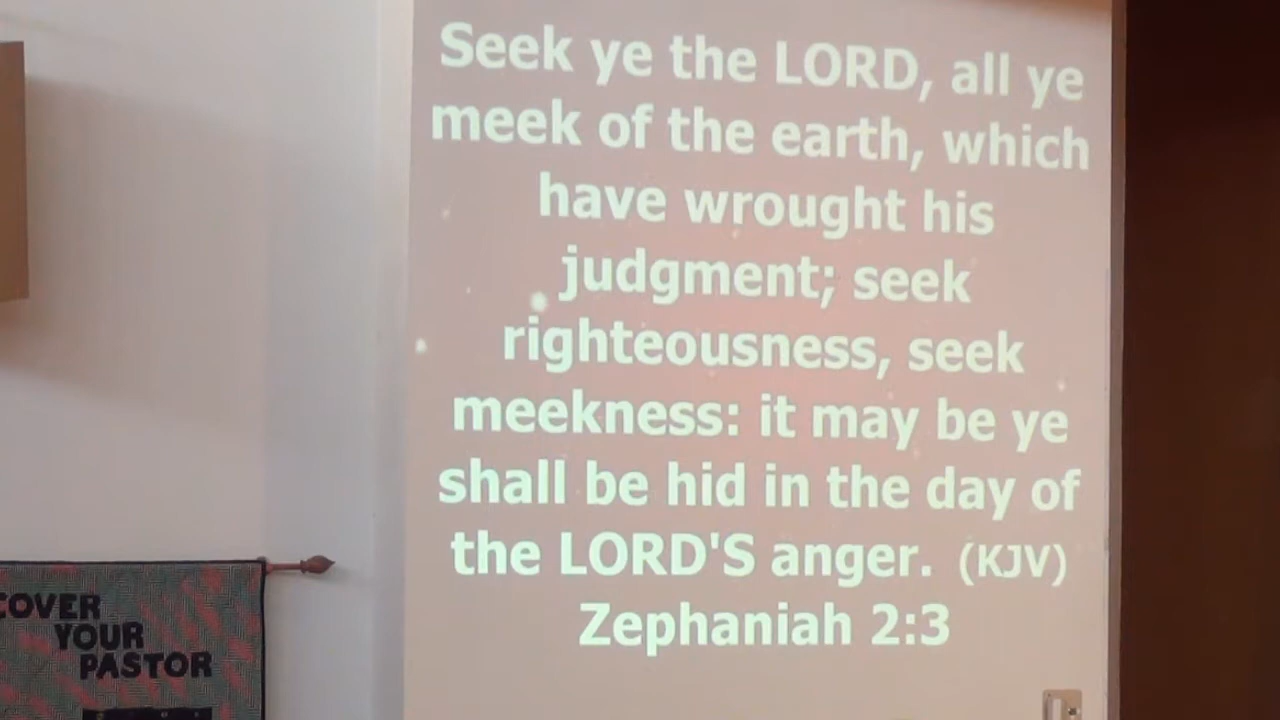 Seek ye the LORD, all ye
meek of the earth, which
have wrought his
judgment; seek
righteousness, seek
meekness: it may be ye
shall be hid in the day of
the LORD'S anger. (KJV)
Zephaniah 2:3
COVER
YOUR
PASTOR